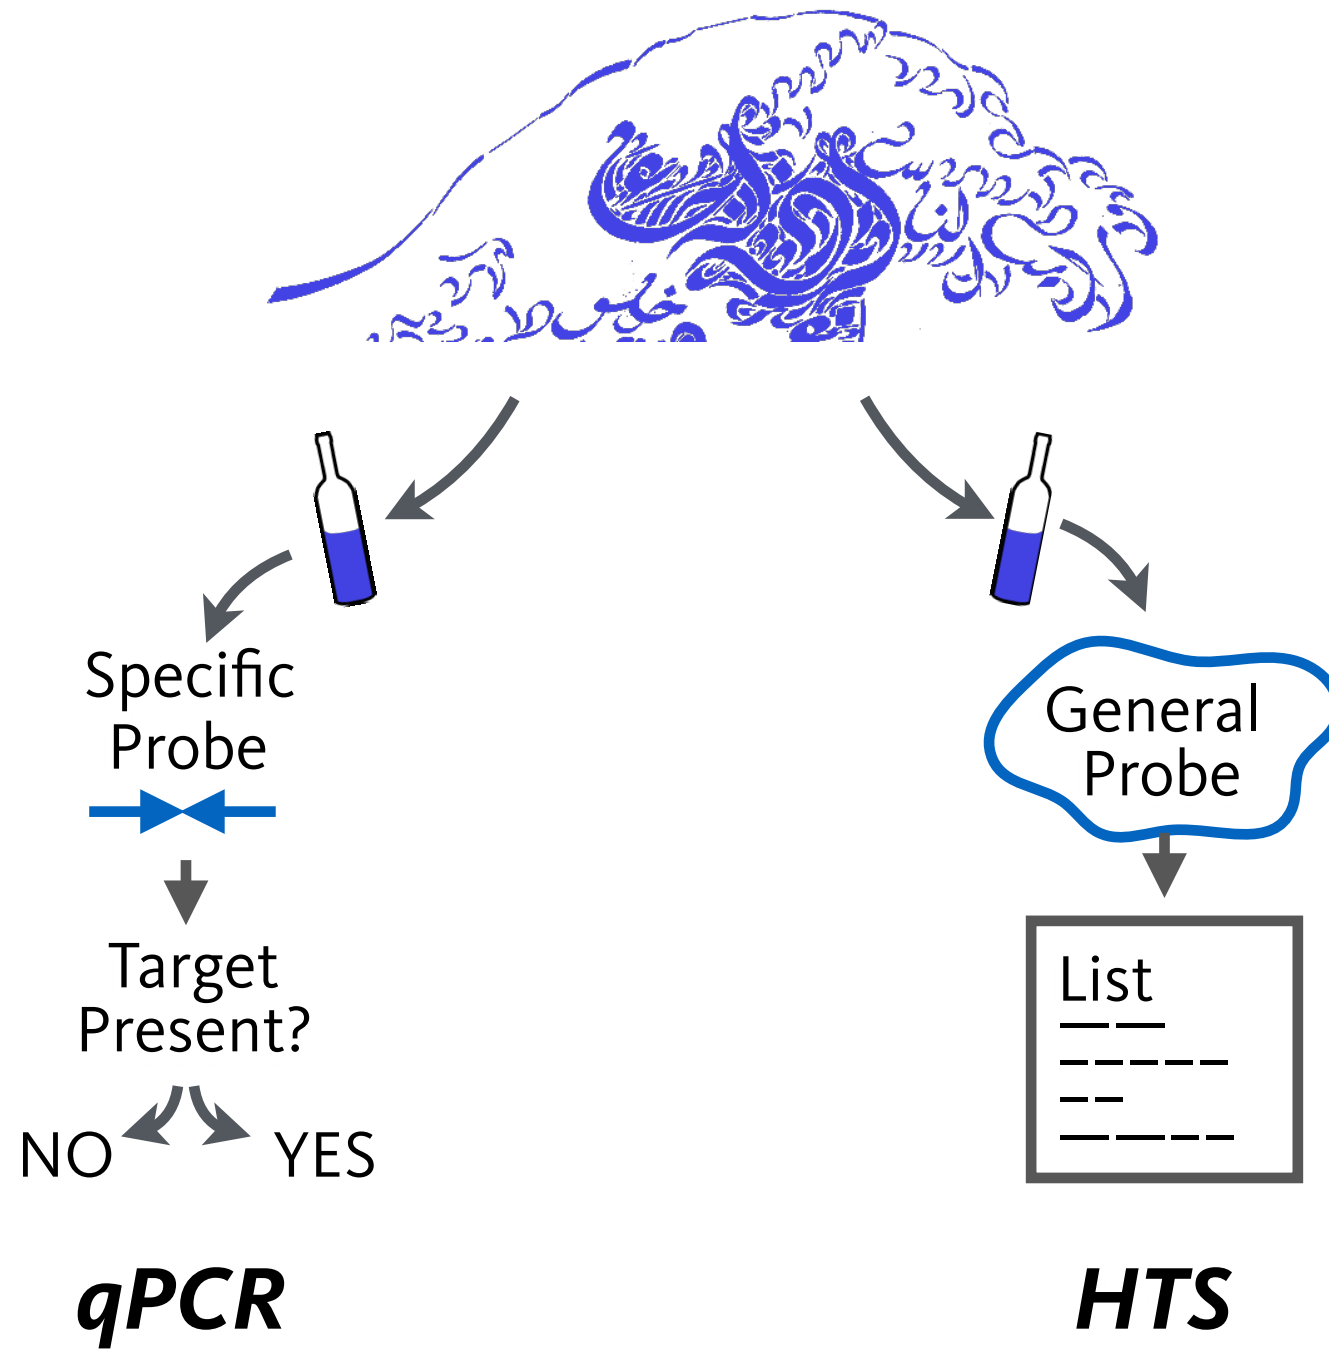 Specific
Probe
Target
Present?
NO
YES
qPCR
General
Probe
List
HTS